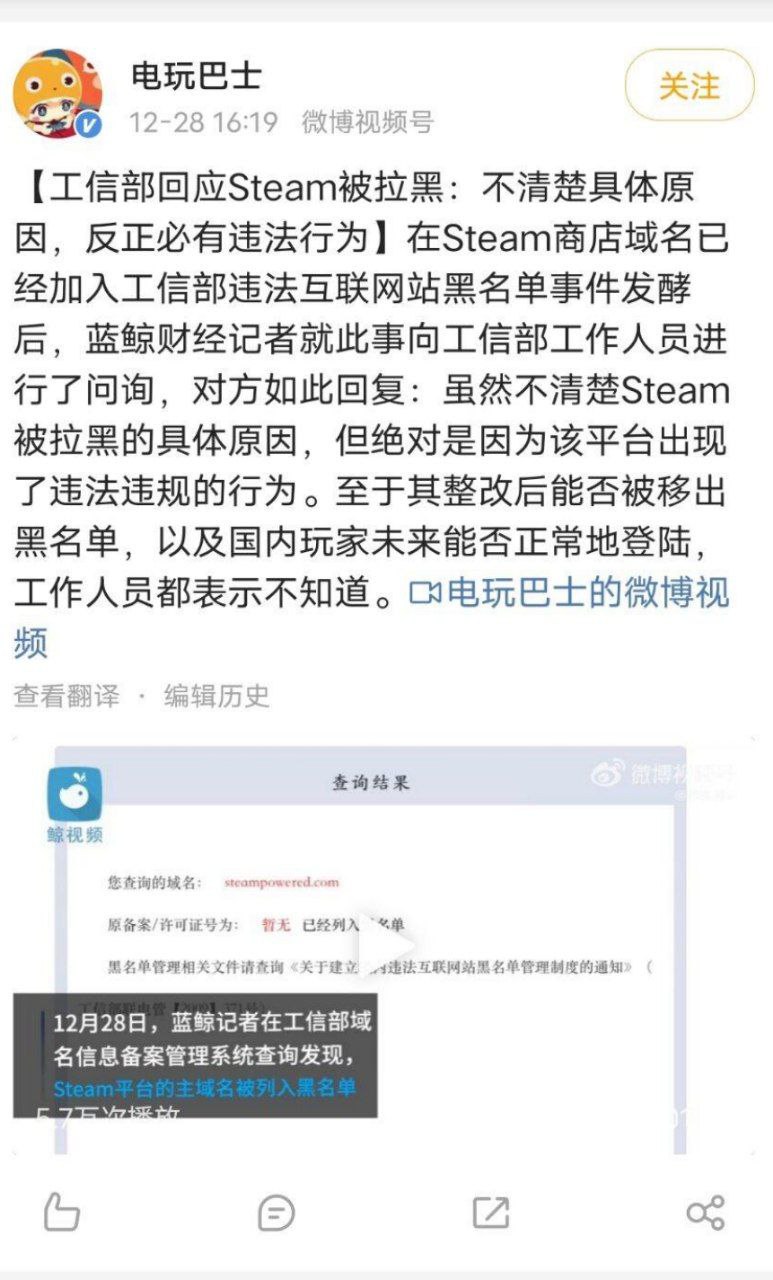 电玩巴士
关注
12-28 16:19 微博视频号
【工信部回应Steam被拉黑：不清楚具体原
因，反正必有违法行为】在Steam商店域名已
经加入工信部违法互联网站黑名单事件发酵
后，蓝鲸财经记者就此事向工信部工作人员进
行了问询，对方如此回复：虽然不清楚Steam
被拉黑的具体原因，但绝对是因为该平台出现
了违法违规的行为。至于其整改后能否被移出
黑名单，以及国内玩家未来能否正常地登陆，
工作人员都表示不知道。电玩巴士的微博视
频
查看翻译 · 编辑历史
查询结果
微博视频号
鲸视频
您查询的域名： steampowered.com
原备案/许可证号为： 暂无 已经列入黑名单
黑名单管理相关文件请查询《关于建立境内违法互联网站黑名单管理制度的通知》（
工信部联电管【2009】371号）
12月28日，蓝鲸记者在工信部域
名信息备案管理系统查询发现，
Steam平台的主域名被列入黑名单
5.7万次播放